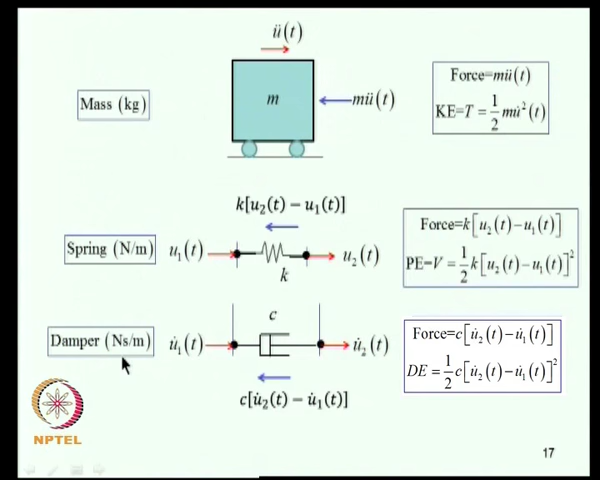 ü(t)
Mass (kg)
m
mü(t)
Force=mü(t)
KE=T = 1/2 mu̇²(t)
k[u₂(t) − u₁(t)]
Spring (N/m)
u₁(t)
k
u₂(t)
Force=k[u₂(t)−u₁(t)]
PE=V = 1/2 k[u₂(t)−u₁(t)]²
c
Damper (Ns/m)
u̇₁(t)
u̇₂(t)
c[u̇₂(t) − u̇₁(t)]
Force=c[u̇₂(t)−u̇₁(t)]
DE = 1/2 c[u̇₂(t)−u̇₁(t)]²
NPTEL
17